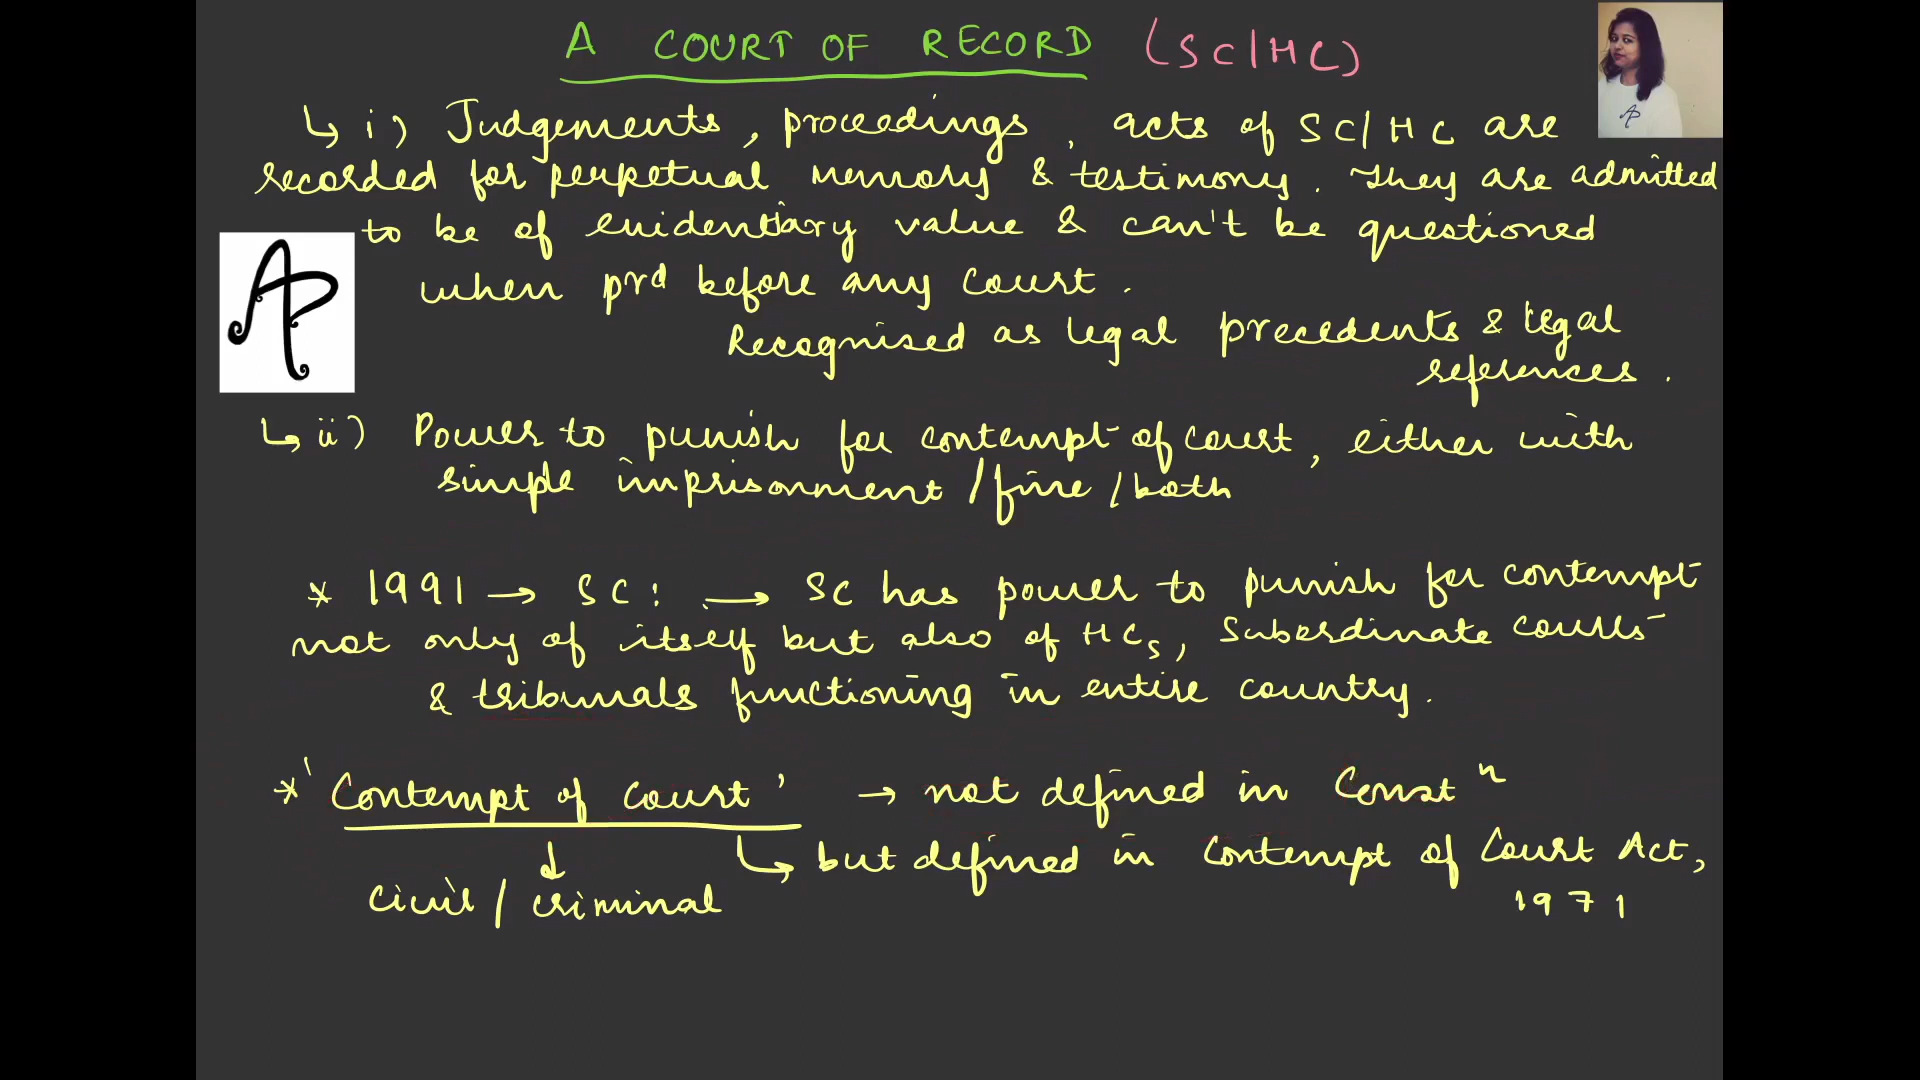 A COURT OF RECORD (SC/HC)
↳ i) Judgements, proceedings, acts of SC/HC are
recorded for perpetual memory & testimony. They are admitted
to be of evidentiary value & can't be questioned
when prd before any court.
Recognised as legal precedents & legal
references.
↳ ii) Power to punish for contempt of court, either with
simple imprisonment / fine / both
* 1991 → SC: → SC has power to punish for contempt
not only of itself but also of HCs, Subordinate courts
& tribunals functioning in entire country.
* 'Contempt of court' → not defined in Constn
↳ but defined in Contempt of Court Act,
1971
↓
civil / criminal
AP
AP